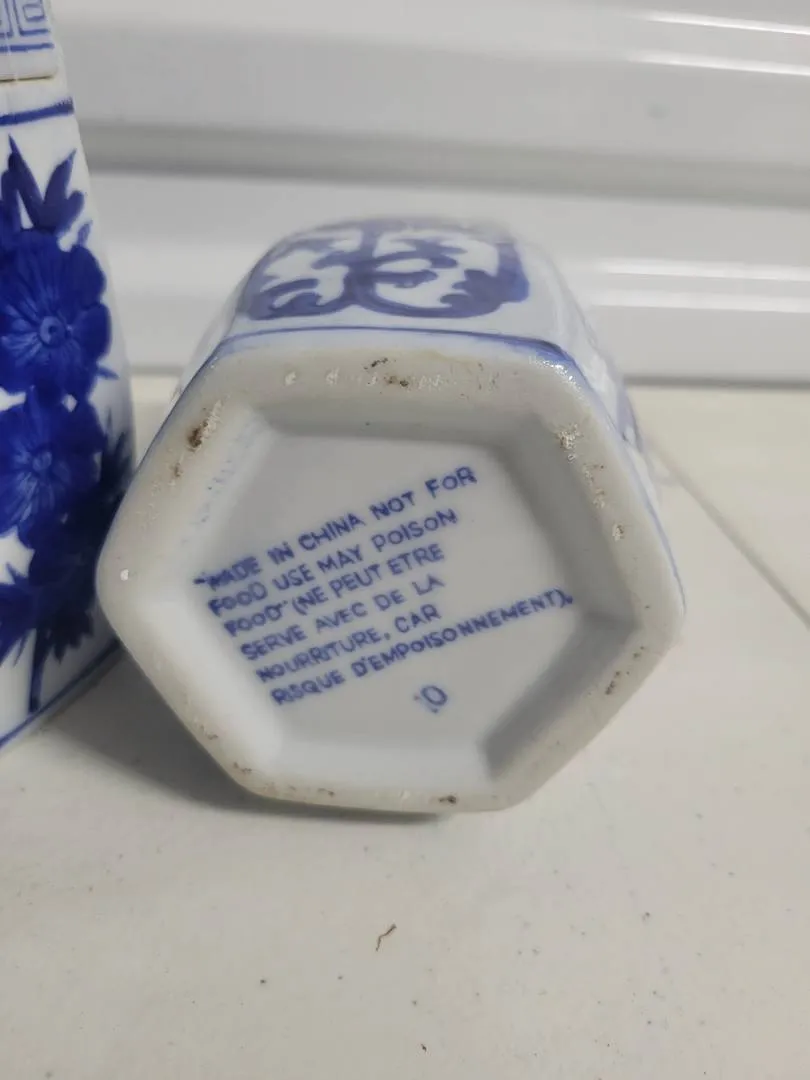 "MADE IN CHINA NOT FOR
FOOD USE MAY POISON
FOOD" (NE PEUT ETRE
SERVE AVEC DE LA
NOURRITURE, CAR
RISQUE D'EMPOISONNEMENT).